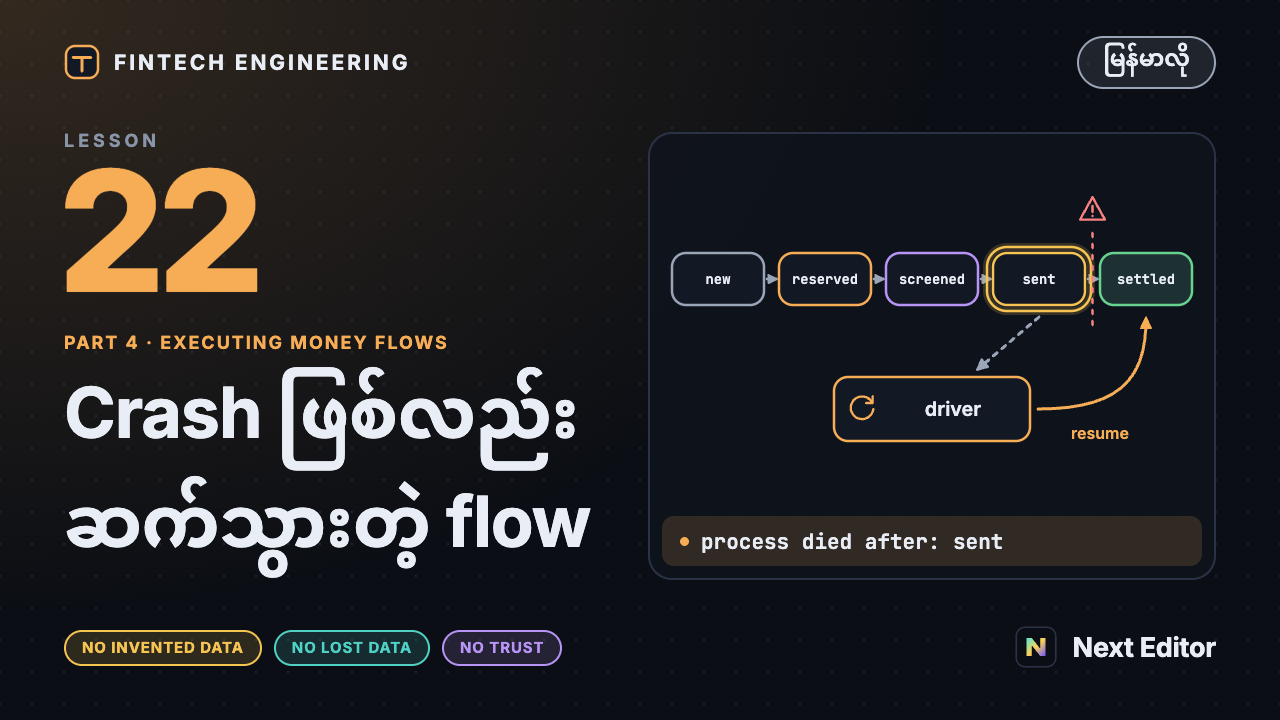 FINTECH ENGINEERING
မြန်မာလို
LESSON
22
PART 4 · EXECUTING MONEY FLOWS
Crash ဖြစ်လည်း
ဆက်သွားတဲ့ flow
new
reserved
screened
sent
settled
driver
resume
process died after: sent
NO INVENTED DATA
NO LOST DATA
NO TRUST
N
Next Editor